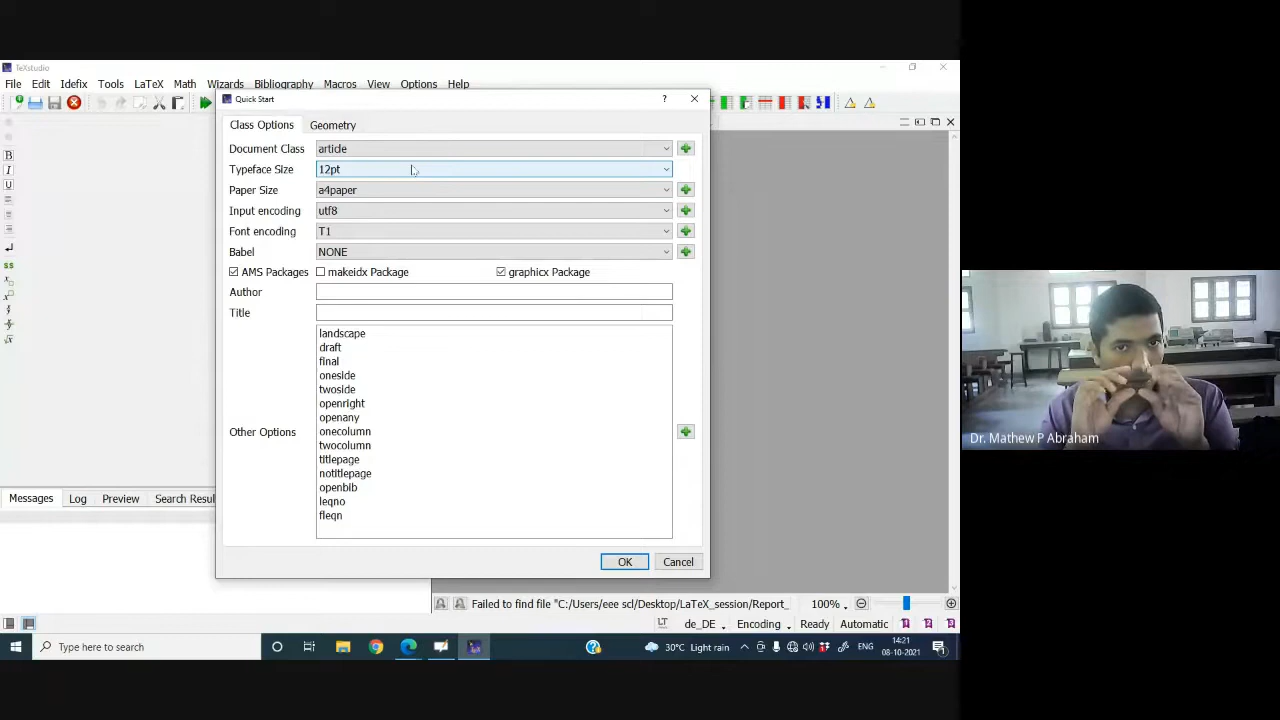 TeXstudio
File Edit Idefix Tools LaTeX Math Wizards Bibliography Macros View Options Help
Quick Start
Class Options Geometry
Document Class article
Typeface Size 12pt
Paper Size a4paper
Input encoding utf8
Font encoding T1
Babel NONE
AMS Packages makeidx Package graphicx Package
Author
Title
landscape
draft
final
oneside
twoside
openright
openany
Other Options
onecolumn
twocolumn
titlepage
notitlepage
openbib
leqno
fleqn
OK Cancel
Messages Log Preview Search Resul
Failed to find file "C:/Users/eee scl/Desktop/LaTeX_session/Report_ 100%
de_DE Encoding Ready Automatic
Type here to search
30°C Light rain
ENG
14:21
08-10-2021
Dr. Mathew P Abraham